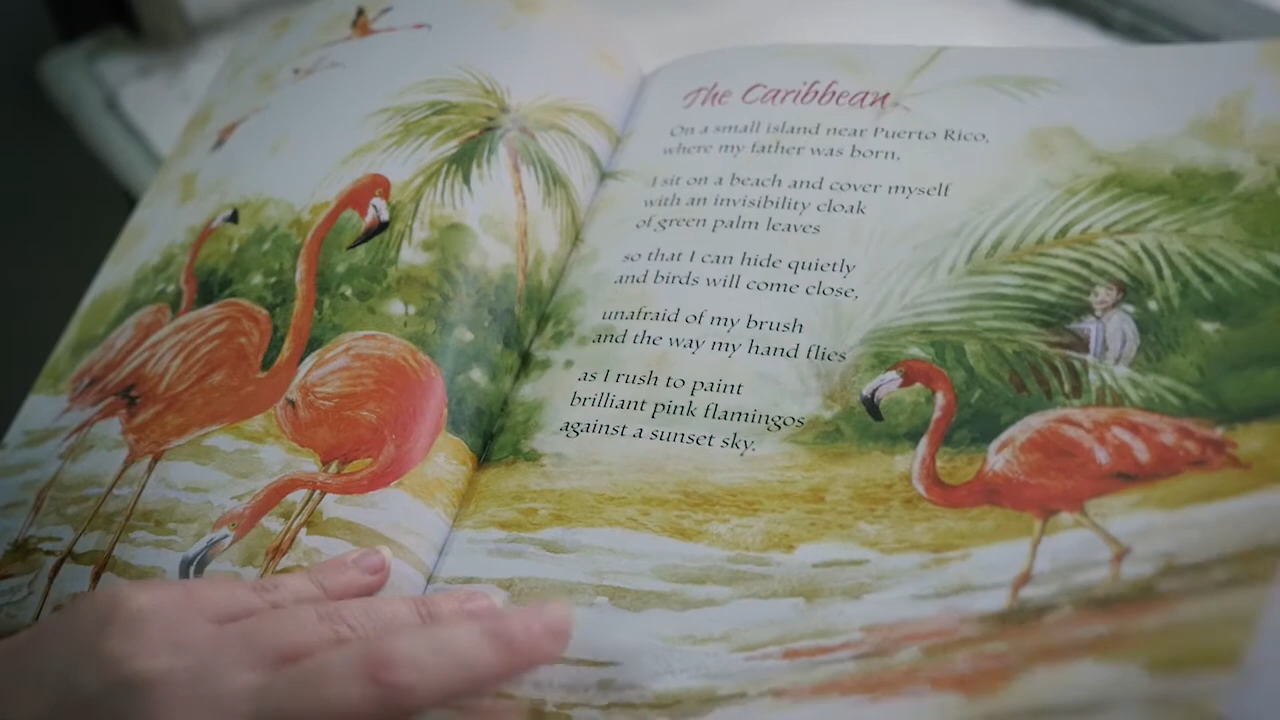 The Caribbean
On a small island near Puerto Rico,
where my father was born,
I sit on a beach and cover myself
with an invisibility cloak
of green palm leaves
so that I can hide quietly
and birds will come close,
unafraid of my brush
and the way my hand flies
as I rush to paint
brilliant pink flamingos
against a sunset sky.